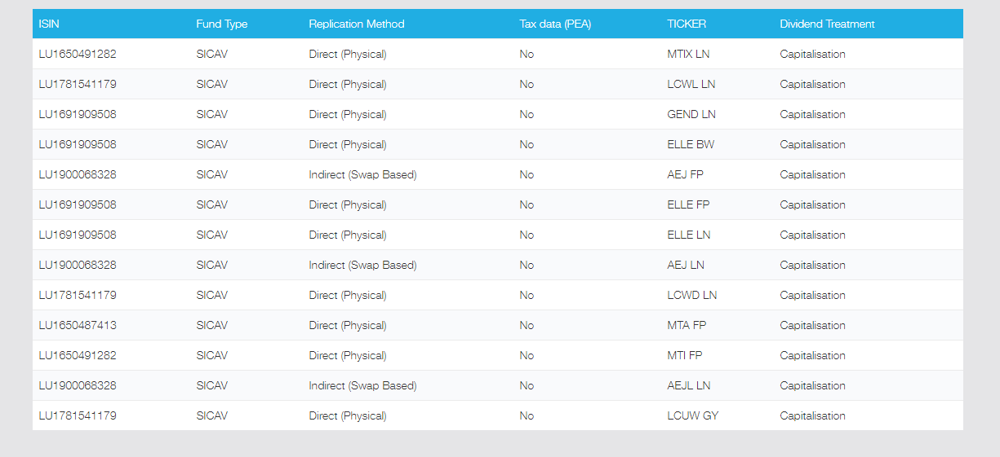 ISIN Fund Type Replication Method Tax data (PEA) TICKER Dividend Treatment
LU1650491282 SICAV Direct (Physical) No MTIX LN Capitalisation
LU1781541179 SICAV Direct (Physical) No LCWL LN Capitalisation
LU1691909508 SICAV Direct (Physical) No GEND LN Capitalisation
LU1691909508 SICAV Direct (Physical) No ELLE BW Capitalisation
LU1900068328 SICAV Indirect (Swap Based) No AEJ FP Capitalisation
LU1691909508 SICAV Direct (Physical) No ELLE FP Capitalisation
LU1691909508 SICAV Direct (Physical) No ELLE LN Capitalisation
LU1900068328 SICAV Indirect (Swap Based) No AEJ LN Capitalisation
LU1781541179 SICAV Direct (Physical) No LCWD LN Capitalisation
LU1650487413 SICAV Direct (Physical) No MTA FP Capitalisation
LU1650491282 SICAV Direct (Physical) No MTI FP Capitalisation
LU1900068328 SICAV Indirect (Swap Based) No AEJL LN Capitalisation
LU1781541179 SICAV Direct (Physical) No LCUW GY Capitalisation